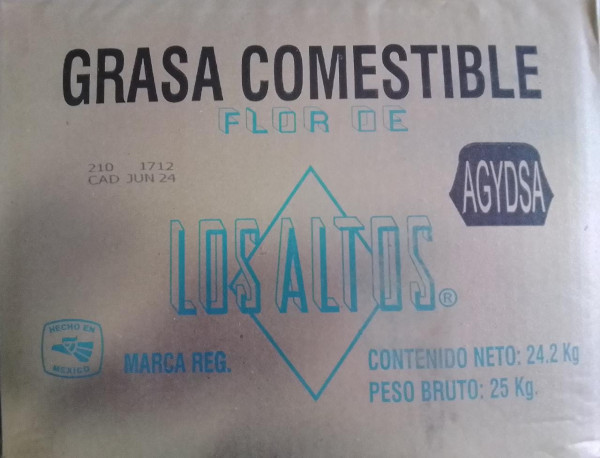 GRASA COMESTIBLE
FLOR DE
210 1712
CAD JUN 24
AGYDSA
LOS ALTOS®
HECHO EN
MEXICO
MARCA REG.
CONTENIDO NETO: 24.2 Kg
PESO BRUTO: 25 Kg.